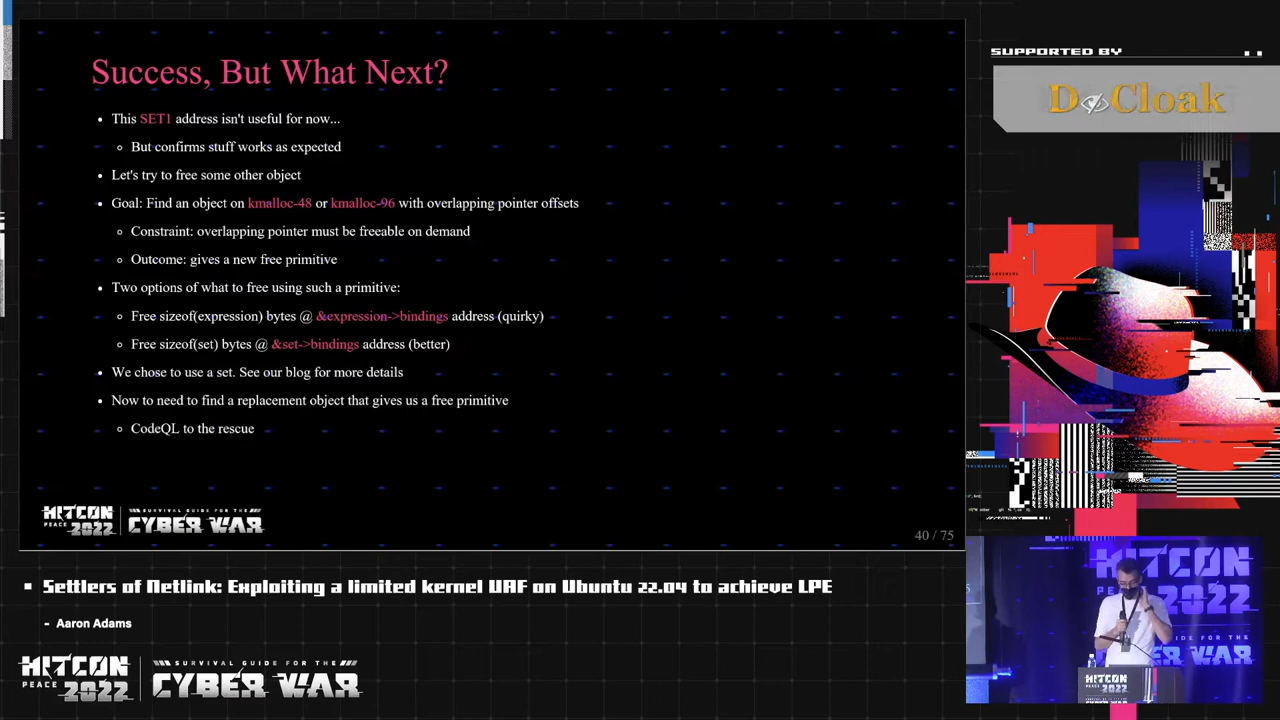 Success, But What Next?
This SET1 address isn't useful for now...
But confirms stuff works as expected
Let's try to free some other object
Goal: Find an object on kmalloc-48 or kmalloc-96 with overlapping pointer offsets
Constraint: overlapping pointer must be freeable on demand
Outcome: gives a new free primitive
Two options of what to free using such a primitive:
Free sizeof(expression) bytes @ &expression->bindings address (quirky)
Free sizeof(set) bytes @ &set->bindings address (better)
We chose to use a set. See our blog for more details
Now to need to find a replacement object that gives us a free primitive
CodeQL to the rescue
HITCON
PEACE 2022
SURVIVAL GUIDE FOR THE
CYBER WAR
40 / 75
SUPPORTED BY
DoCloak
Settlers of Netlink: Exploiting a limited kernel UAF on Ubuntu 22.04 to achieve LPE
- Aaron Adams
HITCON
PEACE 2022
SURVIVAL GUIDE FOR THE
CYBER WAR
HITCON
2022
HITCON
2022